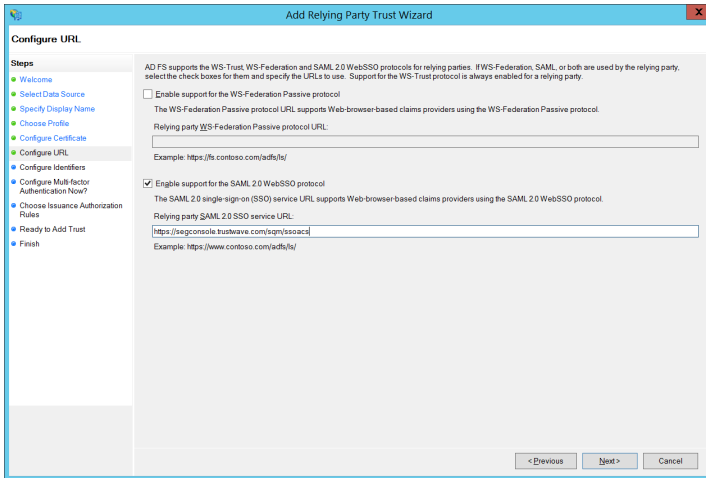 Add Relying Party Trust Wizard
X
Configure URL
Steps
Welcome
Select Data Source
Specify Display Name
Choose Profile
Configure Certificate
Configure URL
Configure Identifiers
Configure Multi-factor
Authentication Now?
Choose Issuance Authorization
Rules
Ready to Add Trust
Finish
AD FS supports the WS-Trust, WS-Federation and SAML 2.0 WebSSO protocols for relying parties. If WS-Federation, SAML, or both are used by the relying party,
select the check boxes for them and specify the URLs to use. Support for the WS-Trust protocol is always enabled for a relying party.
Enable support for the WS-Federation Passive protocol
The WS-Federation Passive protocol URL supports Web-browser-based claims providers using the WS-Federation Passive protocol.
Relying party WS-Federation Passive protocol URL:
Example: https://fs.contoso.com/adfs/ls/
Enable support for the SAML 2.0 WebSSO protocol
The SAML 2.0 single-sign-on (SSO) service URL supports Web-browser-based claims providers using the SAML 2.0 WebSSO protocol.
Relying party SAML 2.0 SSO service URL:
https://segconsole.trustwave.com/sqm/ssoacs
Example: https://www.contoso.com/adfs/ls/
< Previous
Next >
Cancel